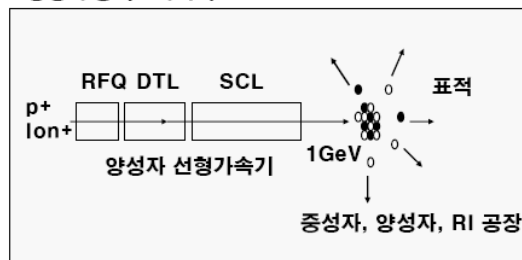 RFQ DTL SCL
표적
p+
Ion+
1GeV
양성자 선형가속기
중성자, 양성자, RI 공장